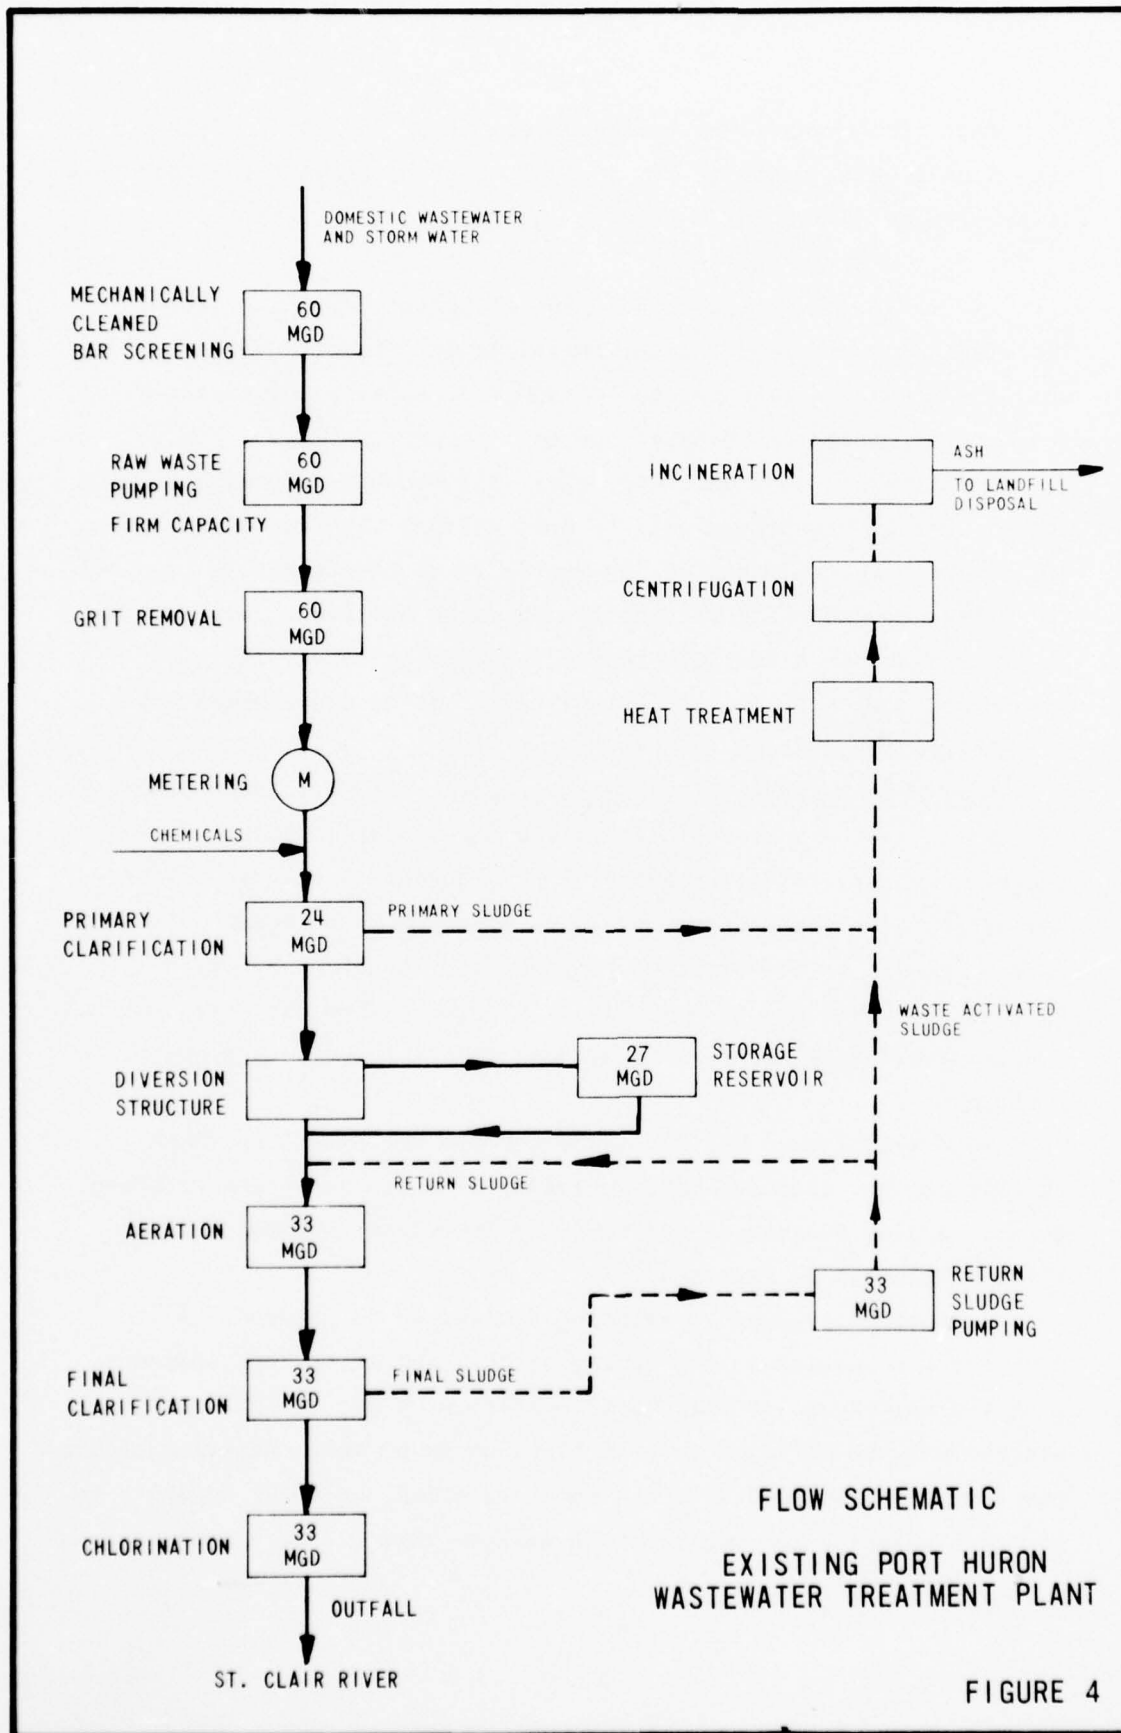 DOMESTIC WASTEWATER
AND STORM WATER
MECHANICALLY
CLEANED
BAR SCREENING
60
MGD
RAW WASTE
PUMPING
FIRM CAPACITY
60
MGD
GRIT REMOVAL
60
MGD
METERING
M
CHEMICALS
PRIMARY
CLARIFICATION
24
MGD
PRIMARY SLUDGE
DIVERSION
STRUCTURE
27
MGD
STORAGE
RESERVOIR
RETURN SLUDGE
AERATION
33
MGD
FINAL
CLARIFICATION
33
MGD
FINAL SLUDGE
CHLORINATION
33
MGD
OUTFALL
ST. CLAIR RIVER
INCINERATION
ASH
TO LANDFILL
DISPOSAL
CENTRIFUGATION
HEAT TREATMENT
WASTE ACTIVATED
SLUDGE
33
MGD
RETURN
SLUDGE
PUMPING
FLOW SCHEMATIC
EXISTING PORT HURON
WASTEWATER TREATMENT PLANT
FIGURE 4